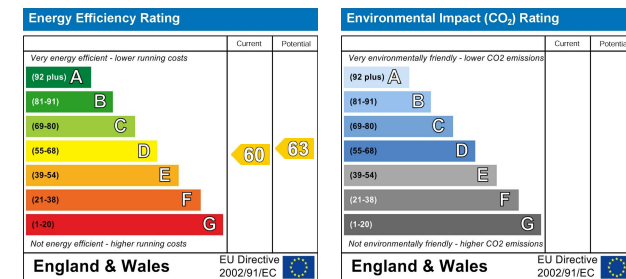 Energy Efficiency Rating
Current Potential
Very energy efficient - lower running costs
(92 plus) A
(81-91) B
(69-80) C
(55-68) D
(39-54) E
(21-38) F
(1-20) G
60
63
Not energy efficient - higher running costs
England & Wales
EU Directive
2002/91/EC
Environmental Impact (CO₂) Rating
Current Potential
Very environmentally friendly - lower CO2 emissions
(92 plus) A
(81-91) B
(69-80) C
(55-68) D
(39-54) E
(21-38) F
(1-20) G
Not environmentally friendly - higher CO2 emissions
England & Wales
EU Directive
2002/91/EC